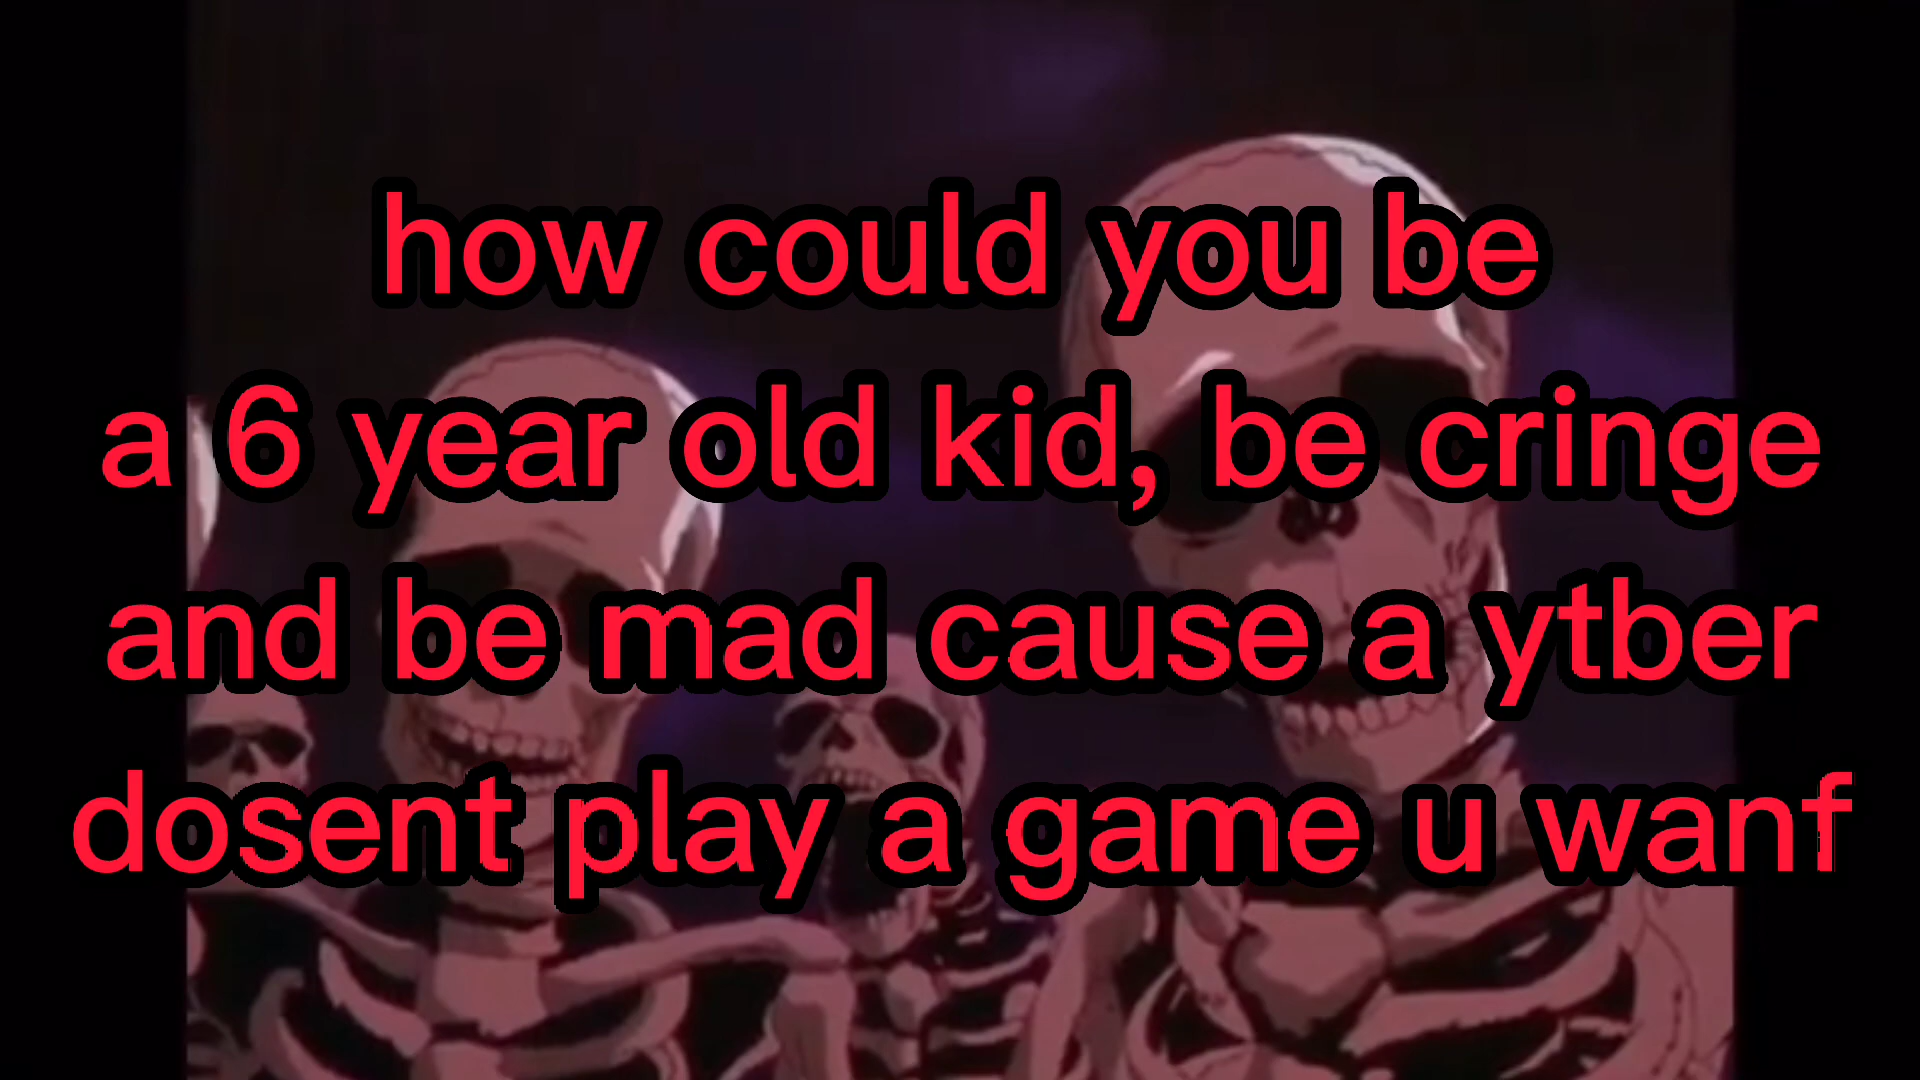 how could you be
a 6 year old kid, be cringe
and be mad cause a ytber
dosent play a game u wanf